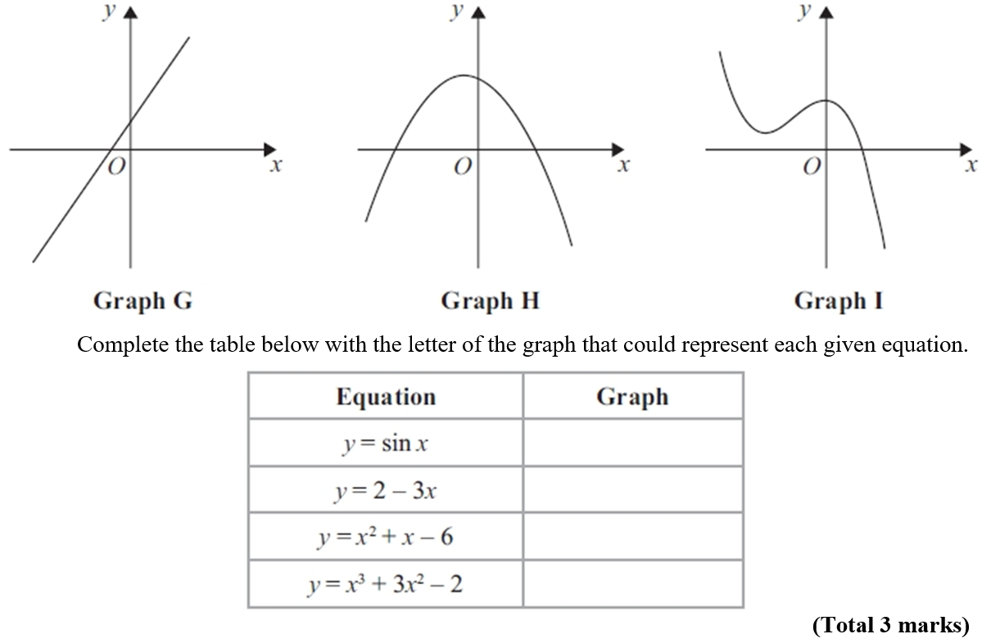 y y y
O x O x O x
Graph G Graph H Graph I
Complete the table below with the letter of the graph that could represent each given equation.
Equation Graph
y = sin x
y = 2 – 3x
y = x² + x – 6
y = x³ + 3x² – 2
(Total 3 marks)